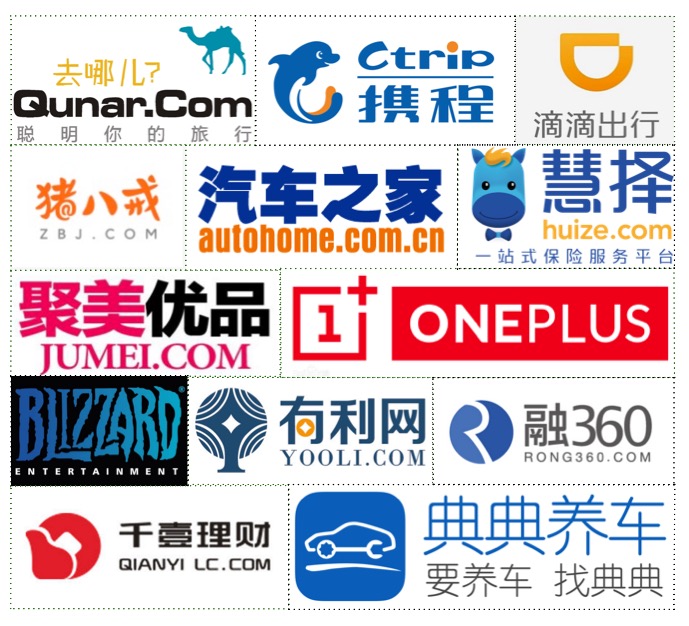 去哪儿?
Qunar.Com
聪明你的旅行
Ctrip
携程
滴滴出行
猪八戒
ZBJ.COM
汽车之家
autohome.com.cn
慧择
huize.com
一站式保险服务平台
聚美优品
JUMEI.COM
1+
ONEPLUS
BLIZZARD
ENTERTAINMENT
有利网
YOOLI.COM
融360
RONG360.COM
千壹理财
QIANYI LC.COM
典典养车
要养车 找典典